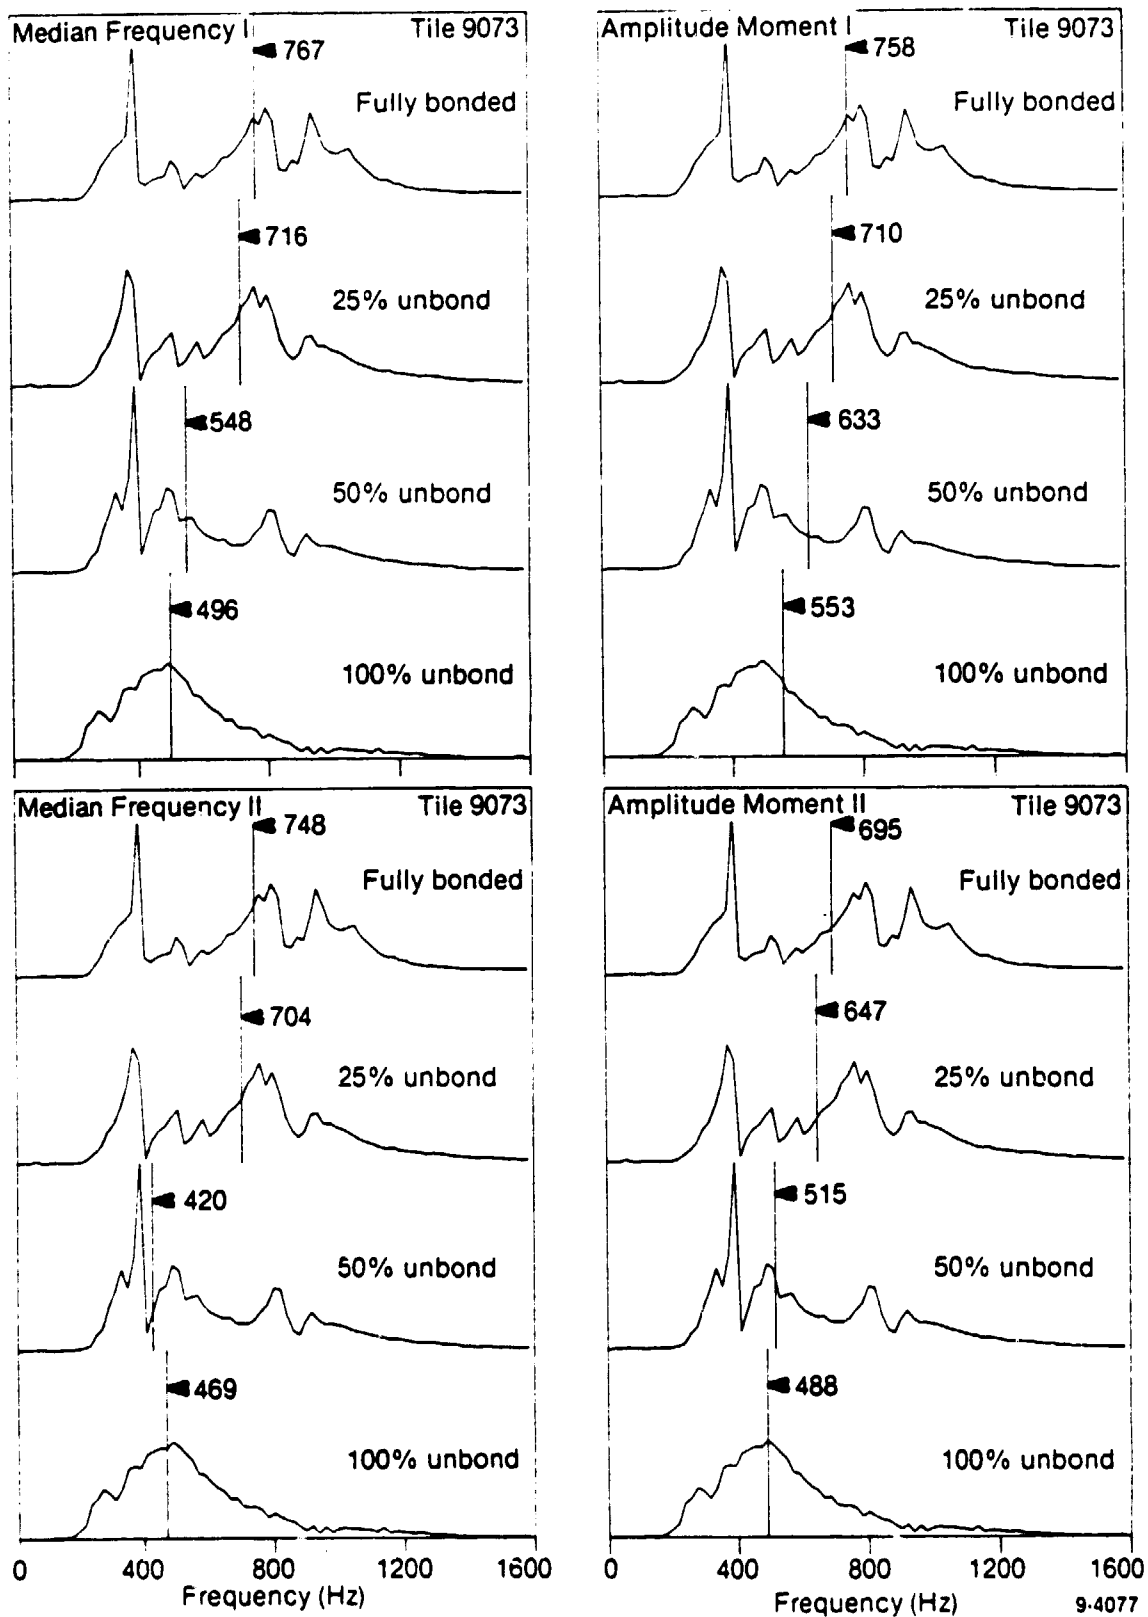 Median Frequency I
Tile 9073
767
Fully bonded
716
25% unbond
548
50% unbond
496
100% unbond
Amplitude Moment I
Tile 9073
758
Fully bonded
710
25% unbond
633
50% unbond
553
100% unbond
Median Frequency II
Tile 9073
748
Fully bonded
704
25% unbond
420
50% unbond
469
100% unbond
0 400 800 1200 1600
Frequency (Hz)
Amplitude Moment II
Tile 9073
695
Fully bonded
647
25% unbond
515
50% unbond
488
100% unbond
0 400 800 1200 1600
Frequency (Hz)
9-4077